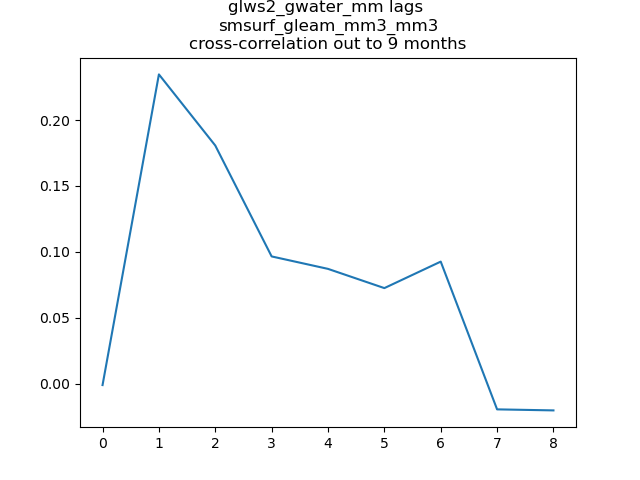 glws2_gwater_mm lags
smsurf_gleam_mm3_mm3
cross-correlation out to 9 months
0.20
0.15
0.10
0.05
0.00
0 1 2 3 4 5 6 7 8